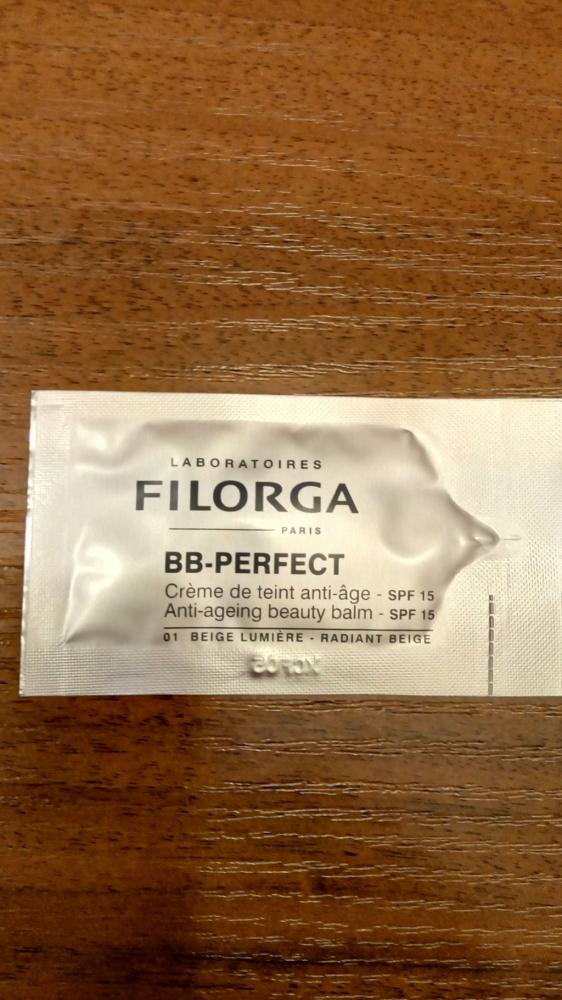 LABORATOIRES
FILORGA
PARIS
BB-PERFECT
Crème de teint anti-âge - SPF 15
Anti-ageing beauty balm - SPF 15
01 BEIGE LUMIÈRE - RADIANT BEIGE